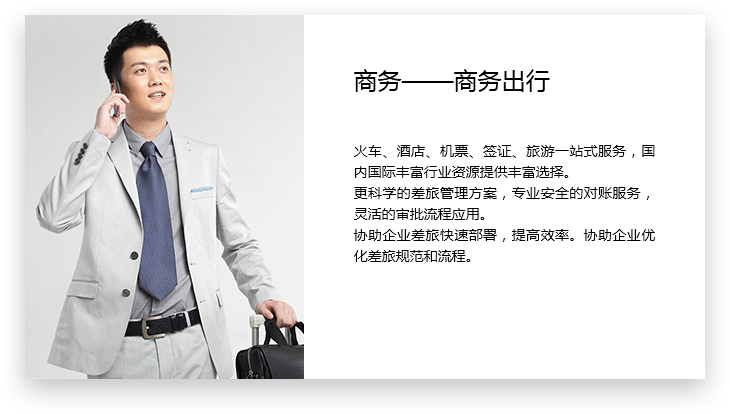 商务——商务出行
火车、酒店、机票、签证、旅游一站式服务，国
内国际丰富行业资源提供丰富选择。
更科学的差旅管理方案，专业安全的对账服务，
灵活的审批流程应用。
协助企业差旅快速部署，提高效率。协助企业优
化差旅规范和流程。